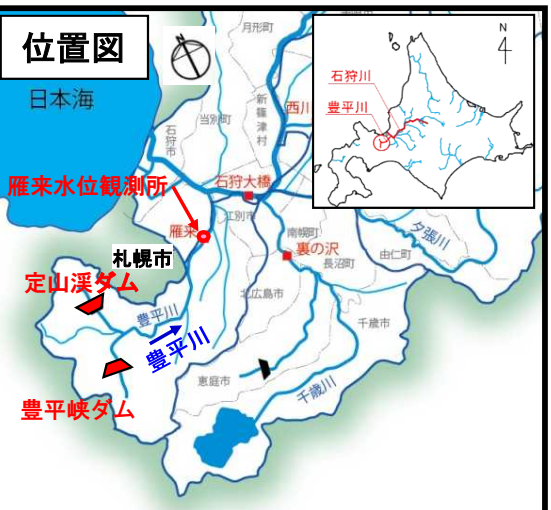 位置図
日本海
月形町
新篠津村
当別町
石狩市
西川
N
石狩川
豊平川
石狩大橋
雁来水位観測所
江別市
雁来
札幌市
南幌町
裏の沢
長沼町
夕張川
由仁町
定山渓ダム
北広島市
豊平川
豊平川
千歳市
豊平峡ダム
恵庭市
千歳川